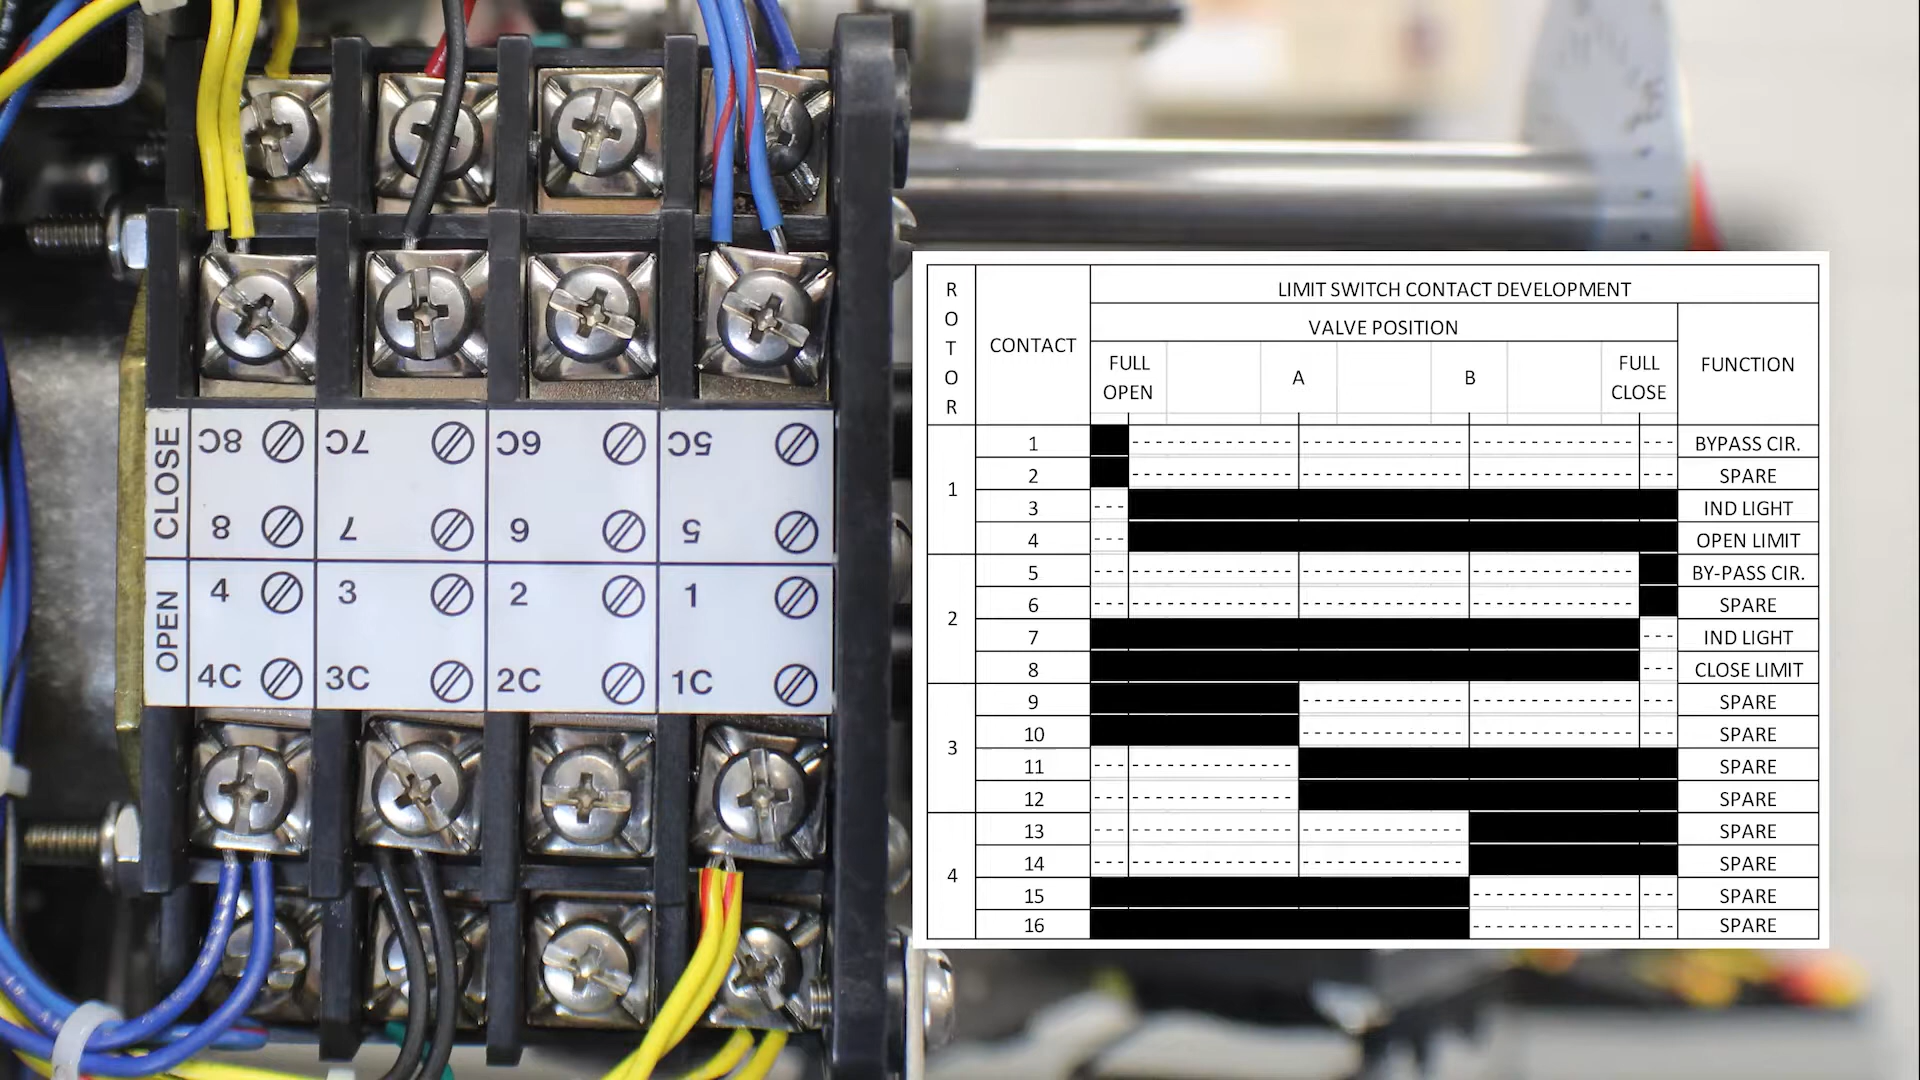 CLOSE
8C 7C 6C 5C
8 7 6 5
OPEN
4 3 2 1
4C 3C 2C 1C
ROTOR
CONTACT
LIMIT SWITCH CONTACT DEVELOPMENT
VALVE POSITION
FULL OPEN A B FULL CLOSE
FUNCTION
1
1 BYPASS CIR.
2 SPARE
3 IND LIGHT
4 OPEN LIMIT
2
5 BY-PASS CIR.
6 SPARE
7 IND LIGHT
8 CLOSE LIMIT
3
9 SPARE
10 SPARE
11 SPARE
12 SPARE
4
13 SPARE
14 SPARE
15 SPARE
16 SPARE